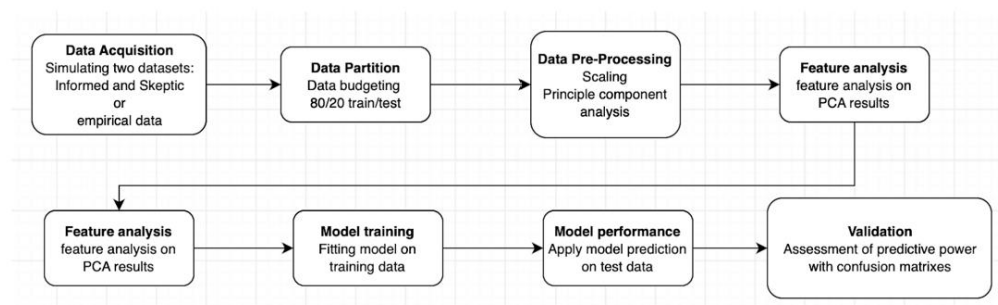 Data Acquisition
Simulating two datasets:
Informed and Skeptic
or
empirical data
Data Partition
Data budgeting
80/20 train/test
Data Pre-Processing
Scaling
Principle component
analysis
Feature analysis
feature analysis on
PCA results
Feature analysis
feature analysis on
PCA results
Model training
Fitting model on
training data
Model performance
Apply model prediction
on test data
Validation
Assessment of predictive power
with confusion matrixes